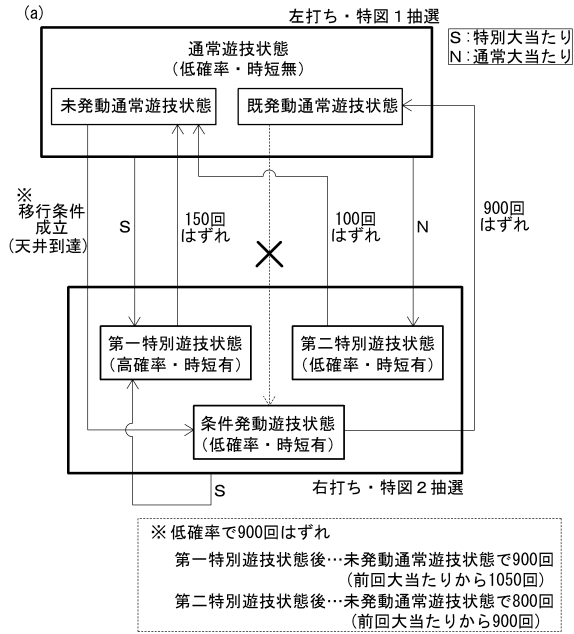 (a)
左打ち・特図１抽選
S：特別大当たり
N：通常大当たり
通常遊技状態
(低確率・時短無)
未発動通常遊技状態
既発動通常遊技状態
※
移行条件
成立
(天井到達)
S
150回
はずれ
100回
はずれ
N
900回
はずれ
第一特別遊技状態
(高確率・時短有)
第二特別遊技状態
(低確率・時短有)
条件発動遊技状態
(低確率・時短有)
S
右打ち・特図２抽選
※ 低確率で900回はずれ
第一特別遊技状態後…未発動通常遊技状態で900回
(前回大当たりから1050回)
第二特別遊技状態後…未発動通常遊技状態で800回
(前回大当たりから900回)